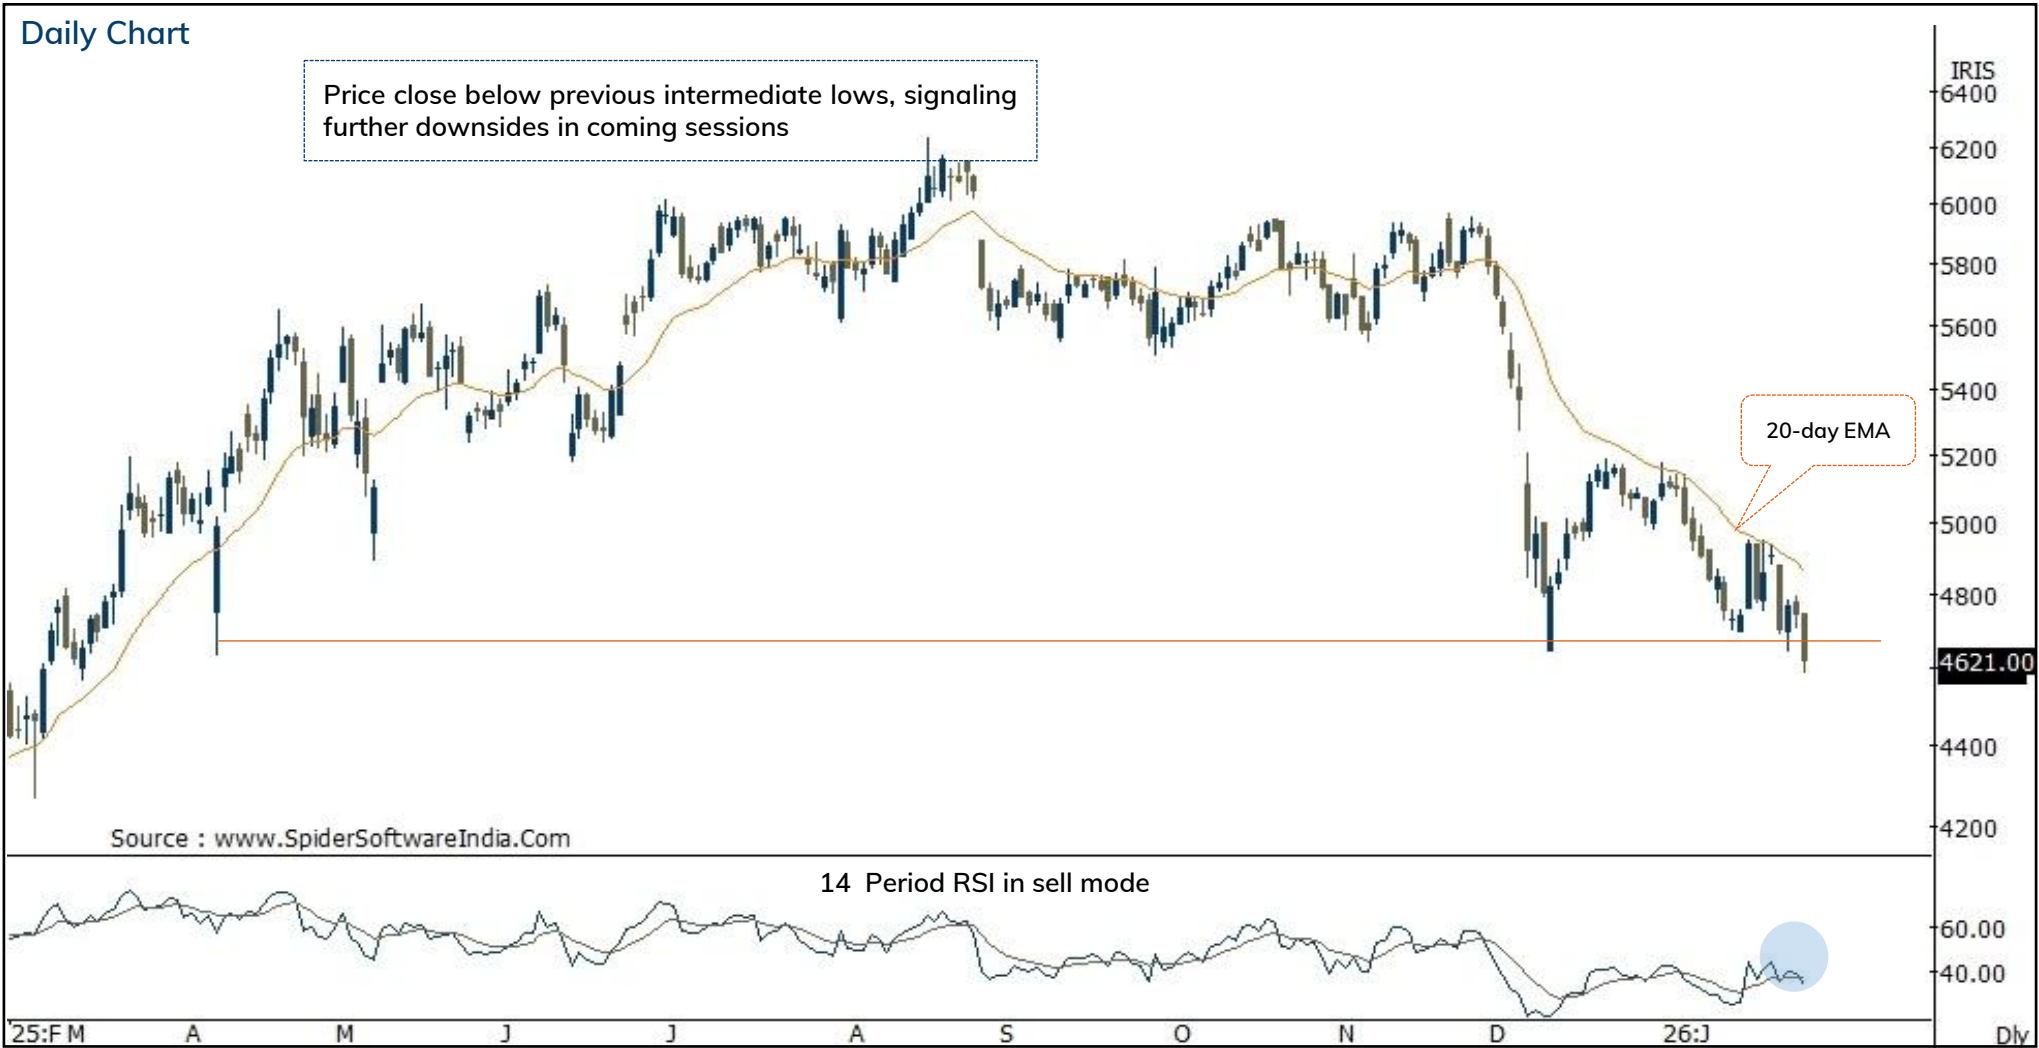 Daily Chart
Price close below previous intermediate lows, signaling
further downsides in coming sessions
IRIS
6400
6200
6000
5800
5600
5400
20-day EMA
5200
5000
4800
4621.00
4400
4200
Source : www.SpiderSoftwareIndia.Com
14 Period RSI in sell mode
60.00
40.00
25:F M A M J J A S O N D 26:J Dly